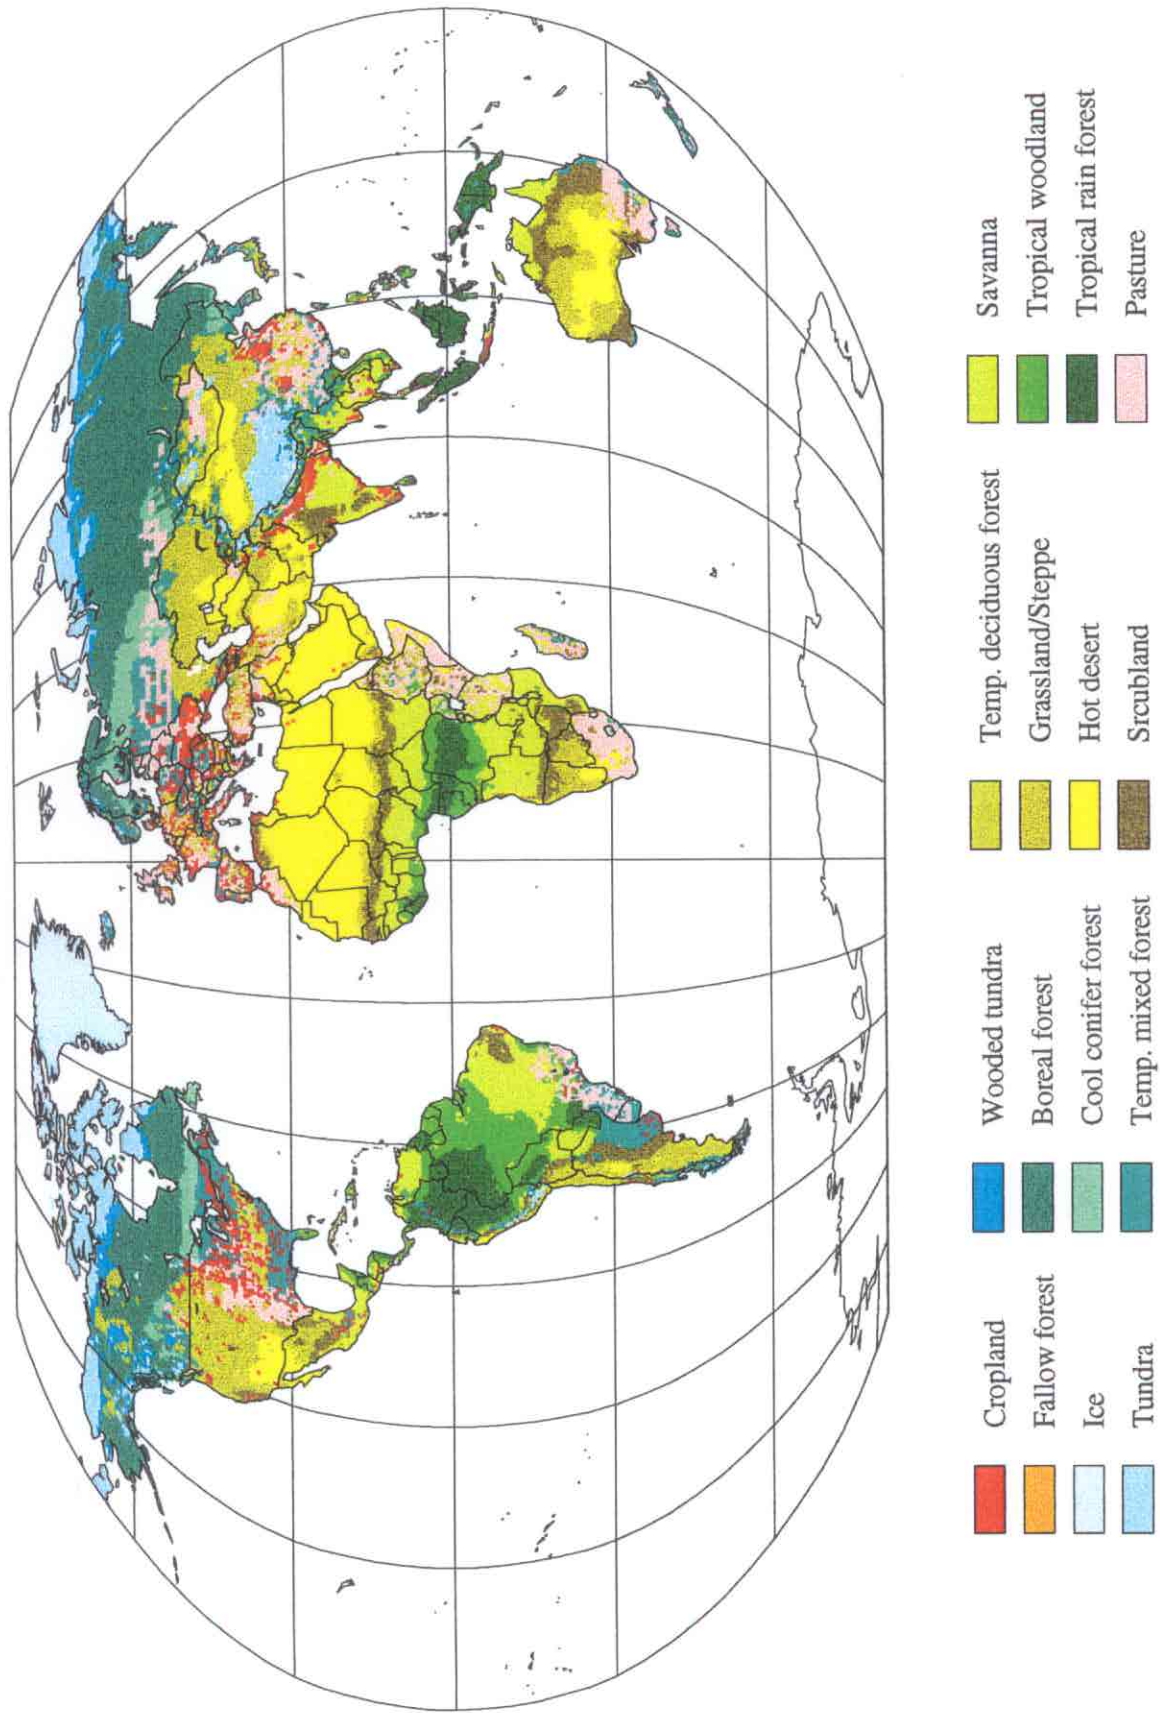 Cropland
Fallow forest
Ice
Tundra
Wooded tundra
Boreal forest
Cool conifer forest
Temp. mixed forest
Temp. deciduous forest
Grassland/Steppe
Hot desert
Srcubland
Savanna
Tropical woodland
Tropical rain forest
Pasture